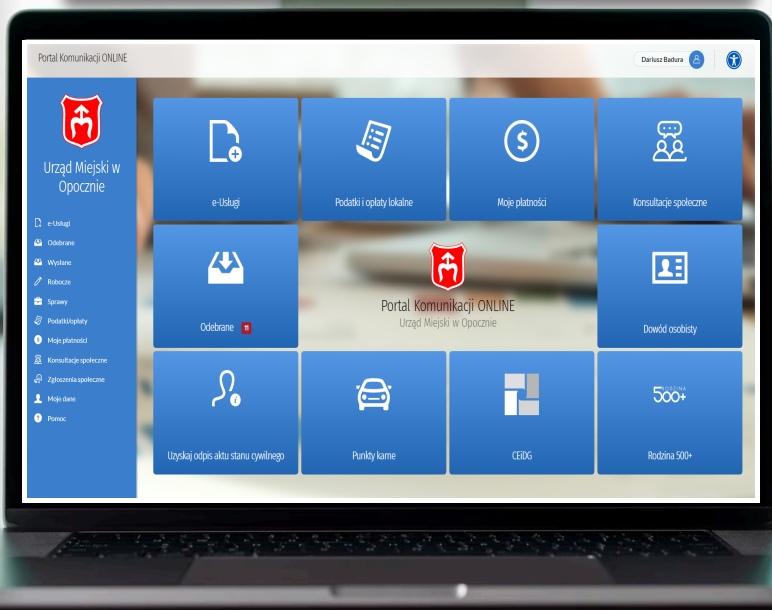 Portal Komunikacji ONLINE
Dariusz Badura
Urząd Miejski w
Opocznie
e-Usługi
Odebrane
Wysłane
Robocze
Sprawy
Podatki/opłaty
Moje płatności
Konsultacje społeczne
Zgłoszenia społeczne
Moje dane
Pomoc
e-Usługi
Podatki i opłaty lokalne
Moje płatności
Konsultacje społeczne
Odebrane 11
Portal Komunikacji ONLINE
Urząd Miejski w Opocznie
Dowód osobisty
Uzyskaj odpis aktu stanu cywilnego
Punkty karne
CEiDG
RODZINA
500+
Rodzina 500+